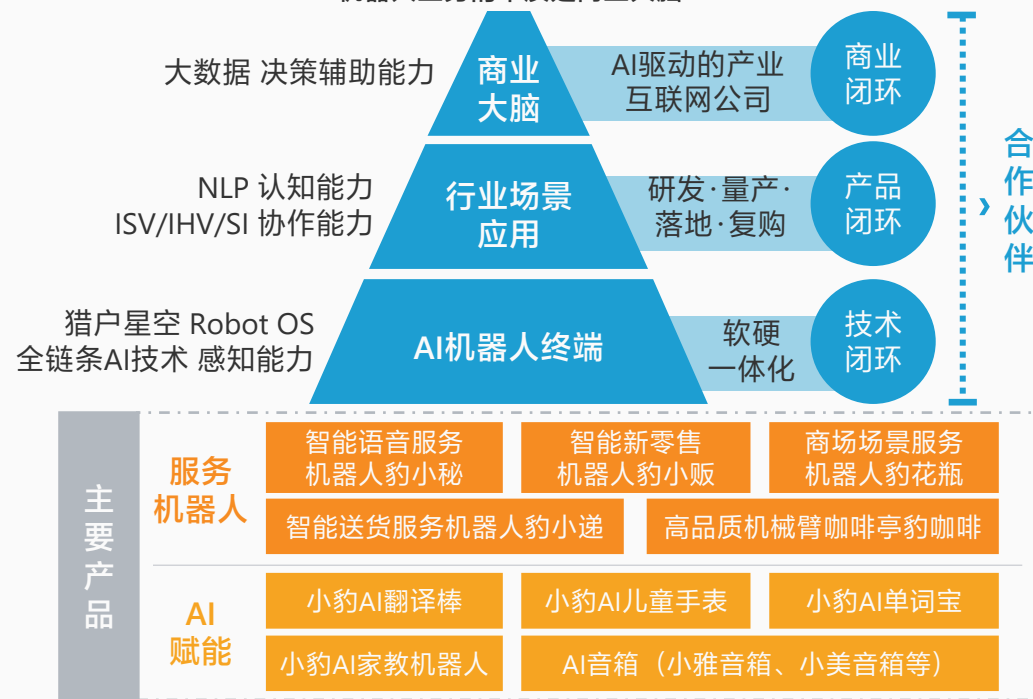 大数据 决策辅助能力
商业
大脑
AI驱动的产业
互联网公司
商业
闭环
NLP 认知能力
ISV/IHV/SI 协作能力
行业场景
应用
研发·量产·
落地·复购
产品
闭环
合作伙伴
猎户星空 Robot OS
全链条AI技术 感知能力
AI机器人终端
软硬
一体化
技术
闭环
主要产品
服务
机器人
智能语音服务
机器人豹小秘
智能新零售
机器人豹小贩
商场场景服务
机器人豹花瓶
智能送货服务机器人豹小递
高品质机械臂咖啡亭豹咖啡
AI
赋能
小豹AI翻译棒
小豹AI儿童手表
小豹AI单词宝
小豹AI家教机器人
AI音箱（小雅音箱、小美音箱等）